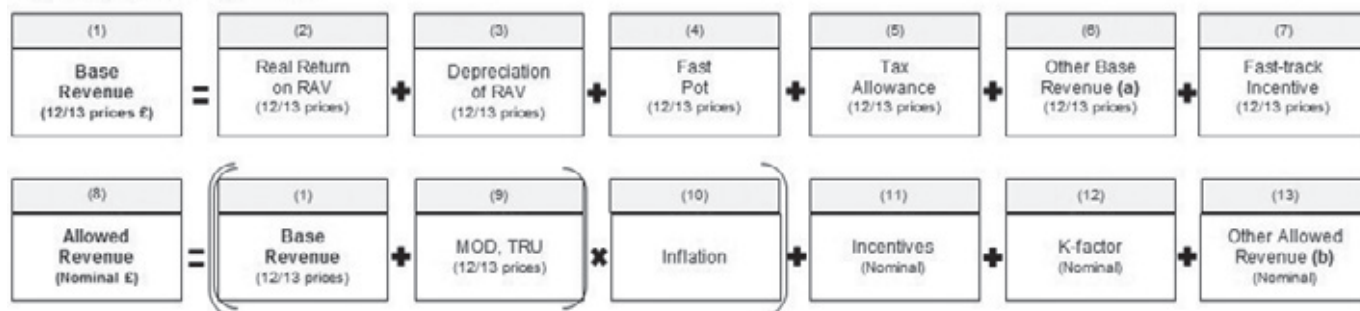 (1) (2) (3) (4) (5) (6) (7)
Base Revenue (12/13 prices £) = Real Return on RAV (12/13 prices) + Depreciation of RAV (12/13 prices) + Fast Pot (12/13 prices) + Tax Allowance (12/13 prices) + Other Base Revenue (a) (12/13 prices) + Fast-track Incentive (12/13 prices)
(8) (1) (9) (10) (11) (12) (13)
Allowed Revenue (Nominal £) = ((Base Revenue (12/13 prices) + MOD, TRU (12/13 prices)) × Inflation) + Incentives (Nominal) + K-factor (Nominal) + Other Allowed Revenue (b) (Nominal)